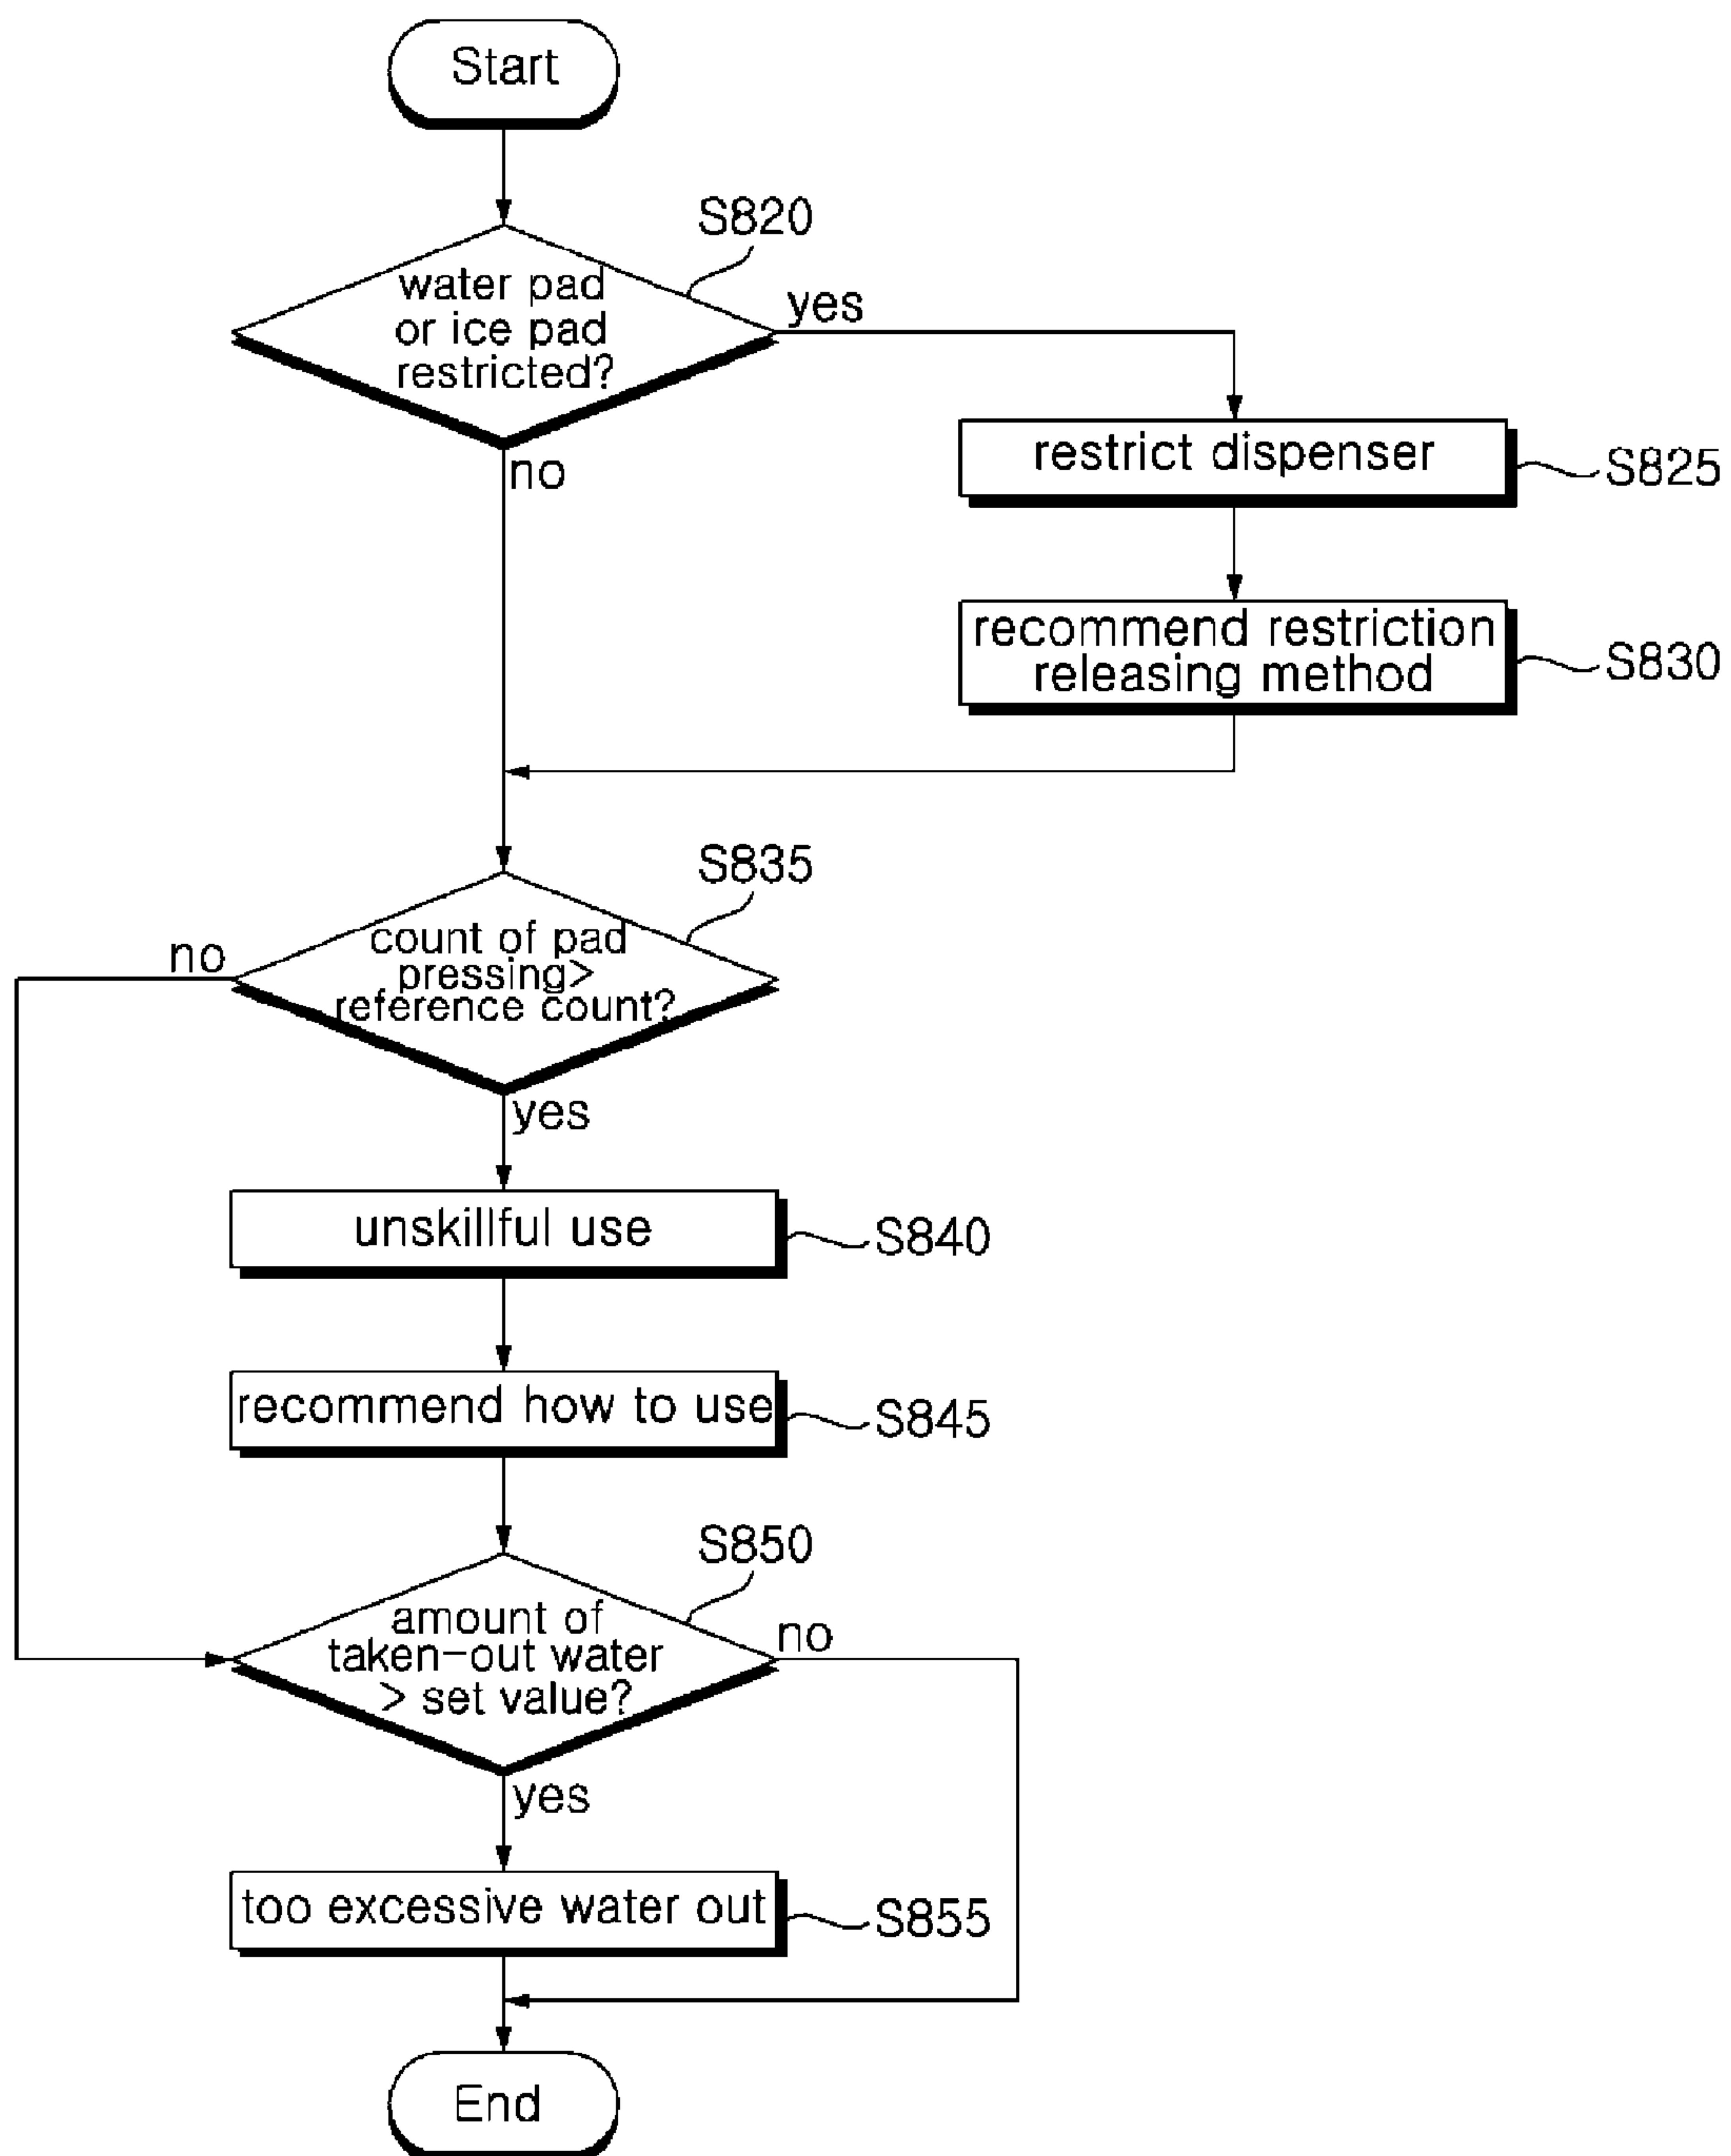 Start
S820
water pad
or ice pad
restricted?
yes
no
restrict dispenser
S825
recommend restriction
releasing method
S830
S835
count of pad
pressing>
reference count?
no
yes
unskillful use
S840
recommend how to use
S845
S850
amount of
taken-out water
> set value?
no
yes
too excessive water out
S855
End